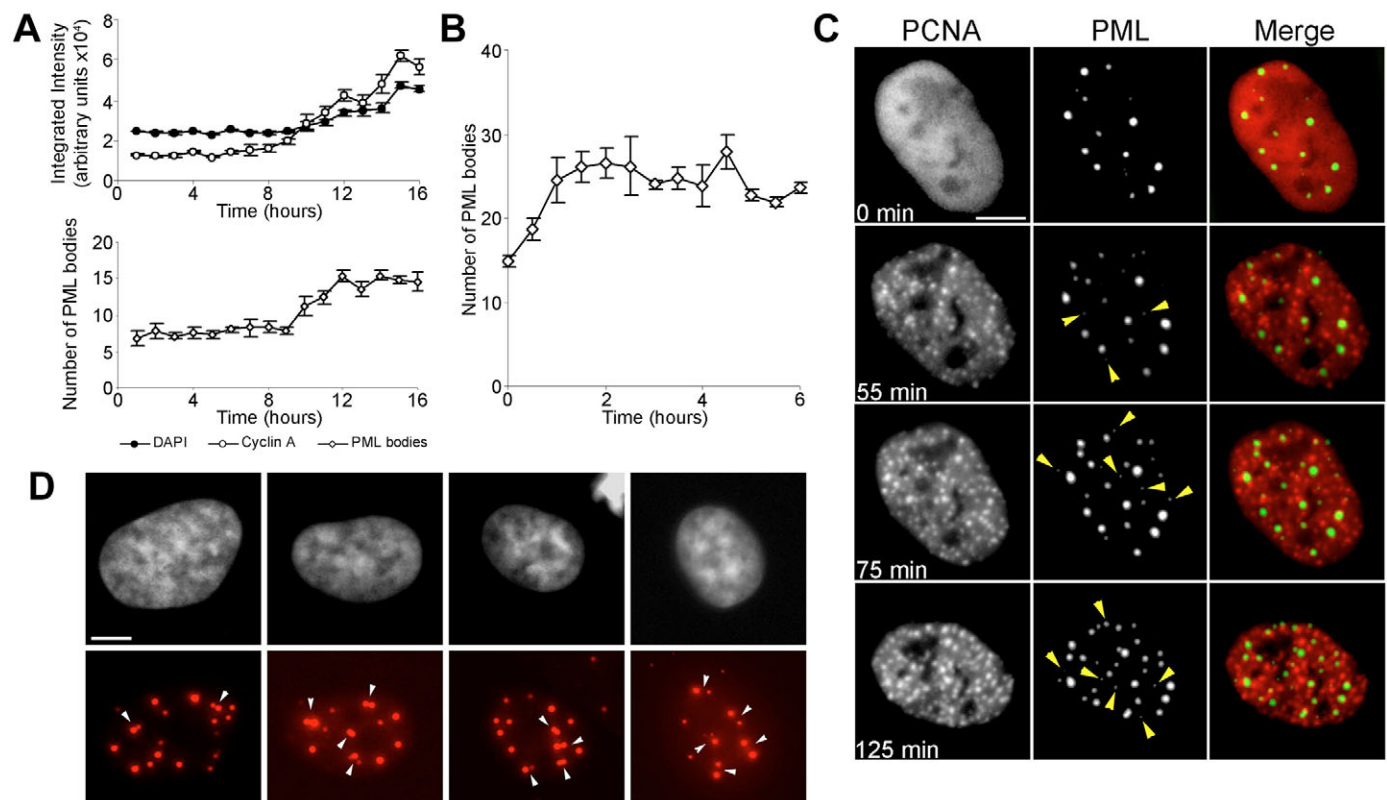 A
8
6
4
2
0
Integrated Intensity
(arbitrary units x10⁴)
0 4 8 12 16
Time (hours)
20
15
10
5
0
Number of PML bodies
0 4 8 12 16
Time (hours)
DAPI Cyclin A PML bodies
B
40
30
20
10
0
Number of PML bodies
0 2 4 6
Time (hours)
C
PCNA PML Merge
0 min
55 min
75 min
125 min
D